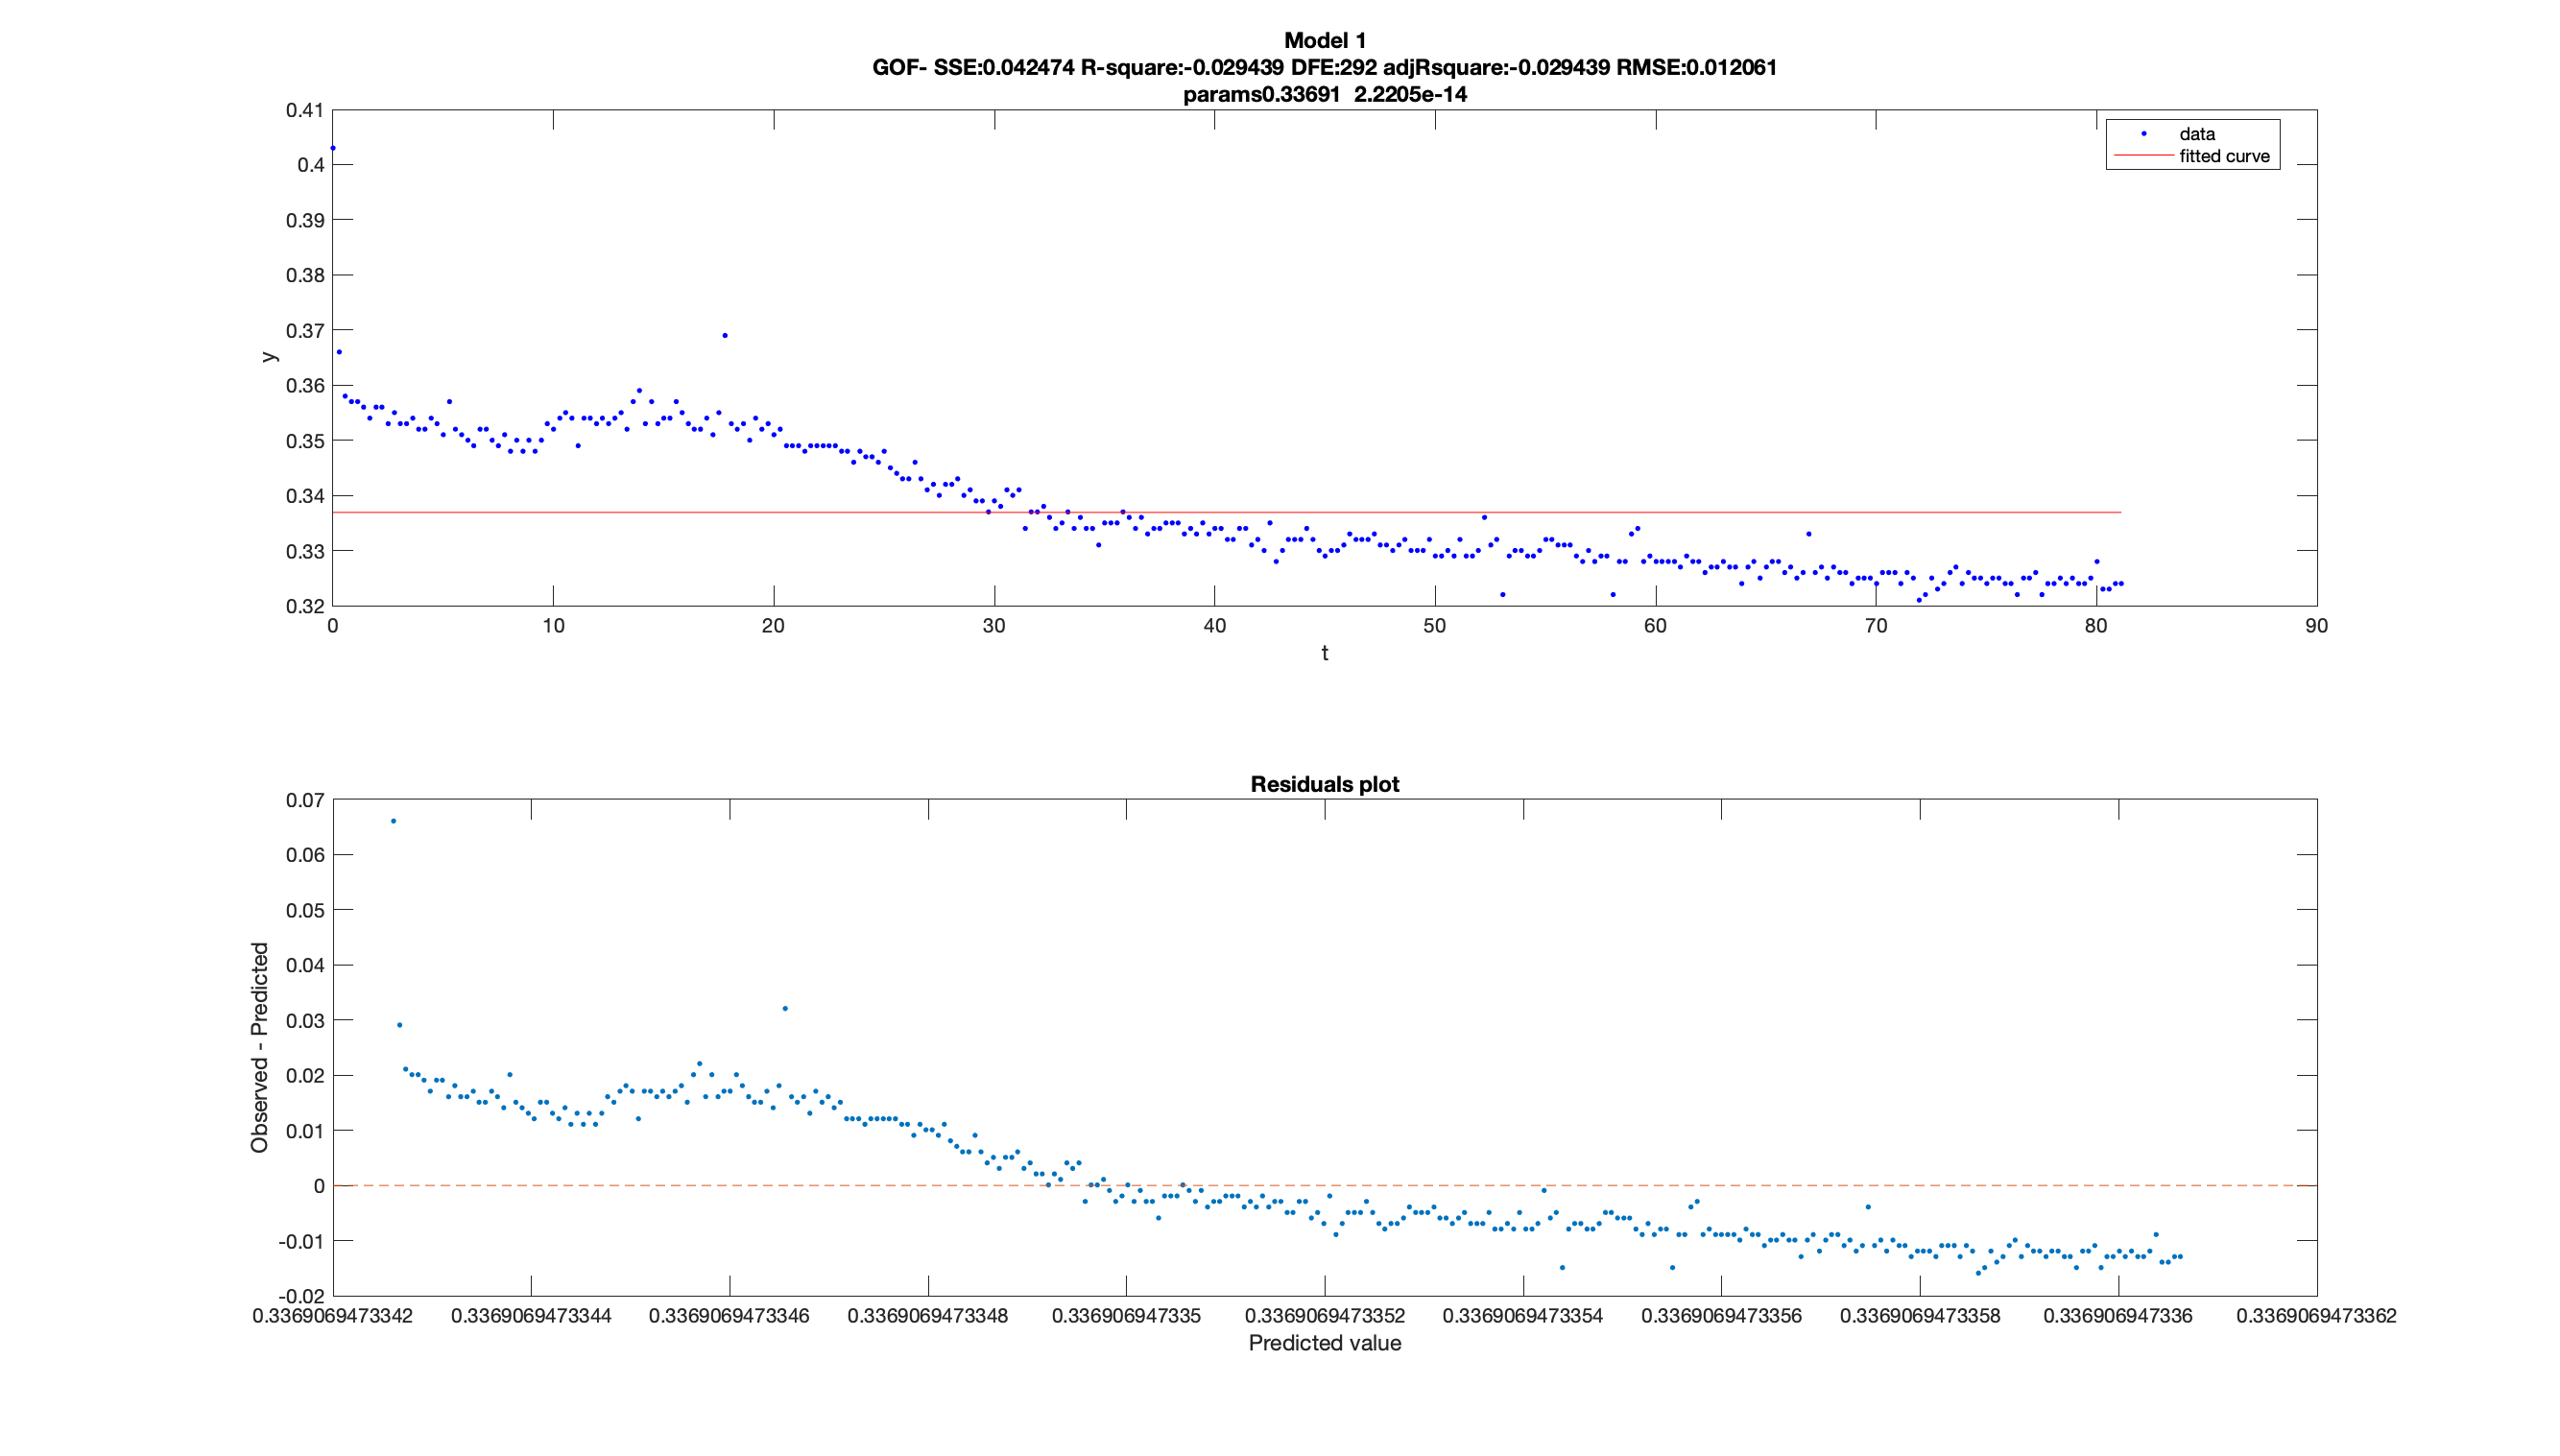 Model 1
GOF- SSE:0.042474 R-square:-0.029439 DFE:292 adjRsquare:-0.029439 RMSE:0.012061
params0.33691  2.2205e-14
0.41
0.4
0.39
0.38
0.37
0.36
0.35
0.34
0.33
0.32
y
data
fitted curve
0 10 20 30 40 50 60 70 80 90
t
Residuals plot
0.07
0.06
0.05
0.04
0.03
0.02
0.01
0
-0.01
-0.02
Observed - Predicted
0.3369069473342 0.3369069473344 0.3369069473346 0.3369069473348 0.336906947335 0.3369069473352 0.3369069473354 0.3369069473356 0.3369069473358 0.336906947336 0.3369069473362
Predicted value